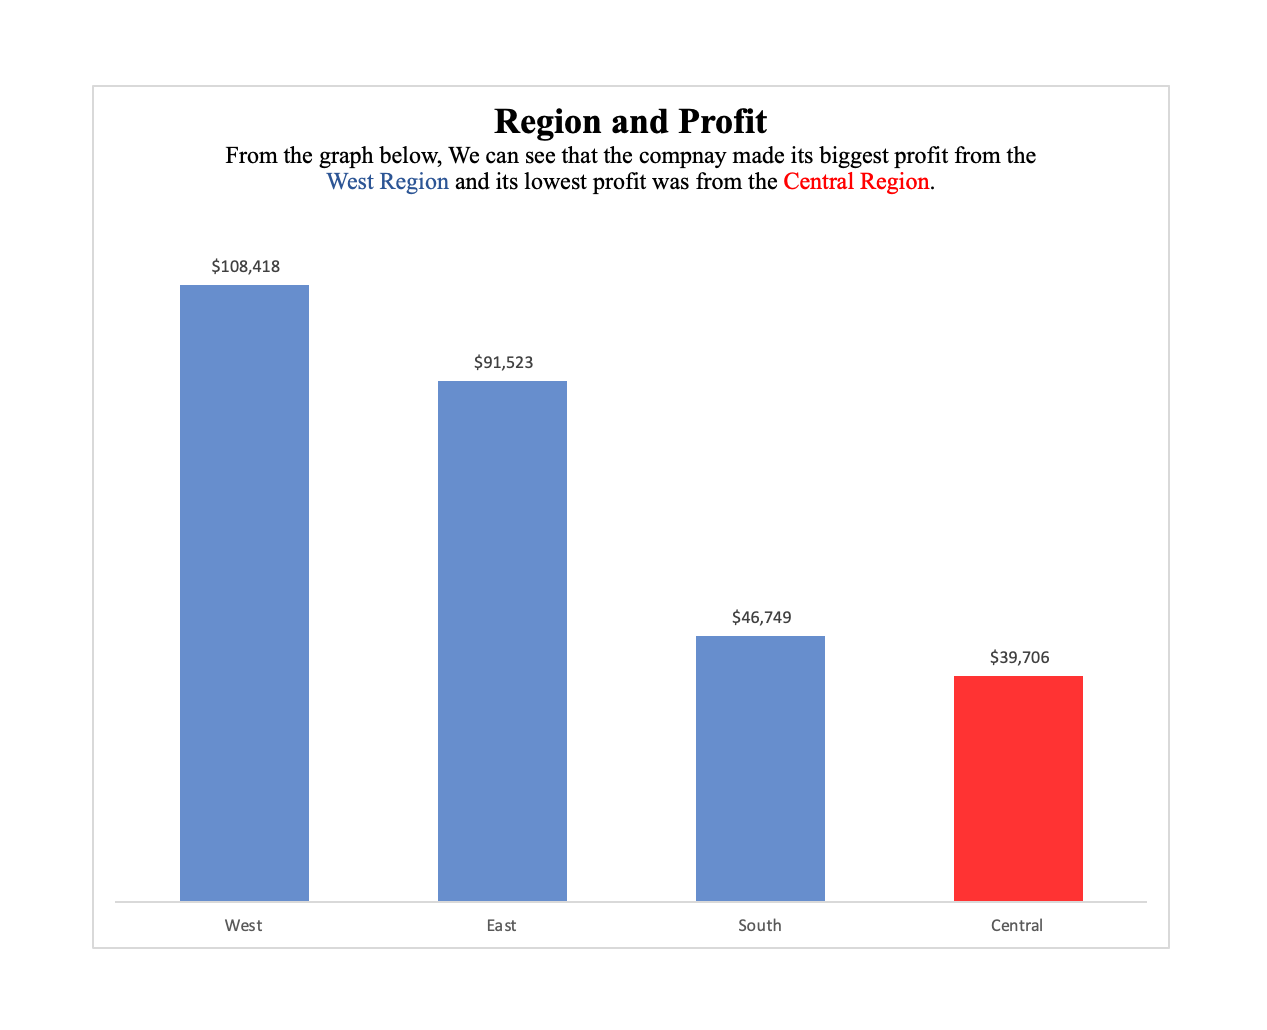 Region and Profit
From the graph below, We can see that the compnay made its biggest profit from the
West Region and its lowest profit was from the Central Region.
$108,418
$91,523
$46,749
$39,706
West
East
South
Central